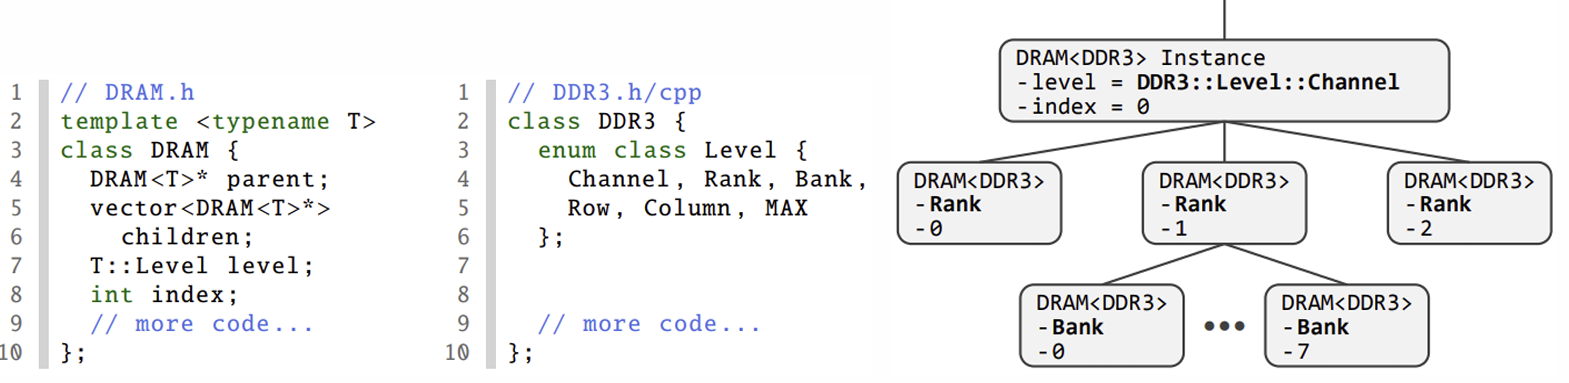 1 // DRAM.h
2 template <typename T>
3 class DRAM {
4 DRAM<T>* parent;
5 vector<DRAM<T>*>
6 children;
7 T::Level level;
8 int index;
9 // more code...
10 };
1 // DDR3.h/cpp
2 class DDR3 {
3 enum class Level {
4 Channel, Rank, Bank,
5 Row, Column, MAX
6 };
7
8
9 // more code...
10 };
DRAM<DDR3> Instance
-level = DDR3::Level::Channel
-index = 0
DRAM<DDR3>
-Rank
-0
DRAM<DDR3>
-Rank
-1
DRAM<DDR3>
-Rank
-2
DRAM<DDR3>
-Bank
-0
•••
DRAM<DDR3>
-Bank
-7